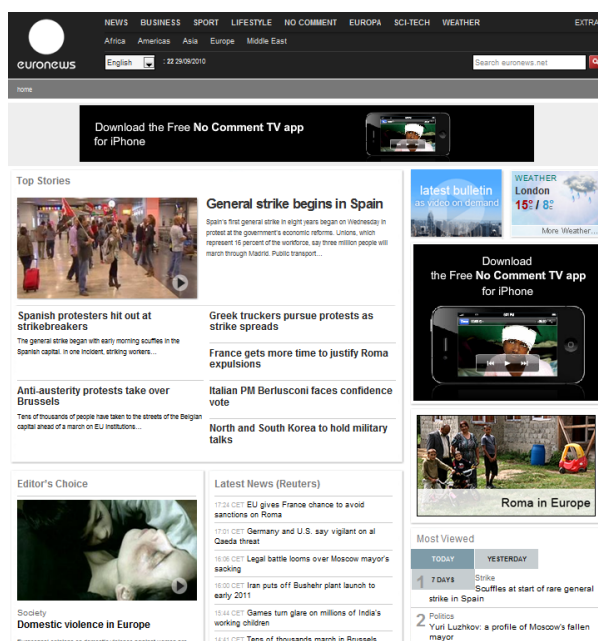 NEWS BUSINESS SPORT LIFESTYLE NO COMMENT EUROPA SCI-TECH WEATHER EXTRA
Africa Americas Asia Europe Middle East
euronews
English : 22 29/09/2010 Search euronews.net
home
Download the Free No Comment TV app
for iPhone
Top Stories
General strike begins in Spain
Spain's first general strike in eight years began on Wednesday in
protest at the government's economic reforms. Unions, which
represent 16 percent of the workforce, say three million people will
march through Madrid. Public transport...
Spanish protesters hit out at
strikebreakers
The general strike began with early morning scuffles in the
Spanish capital. In one incident, striking workers...
Greek truckers pursue protests as
strike spreads
France gets more time to justify Roma
expulsions
Anti-austerity protests take over
Brussels
Tens of thousands of people have taken to the streets of the Belgian
capital ahead of a march on EU institutions...
Italian PM Berlusconi faces confidence
vote
North and South Korea to hold military
talks
latest bulletin
as video on demand
WEATHER
London
15° / 8°
More Weather...
Download
the Free No Comment TV app
for iPhone
Roma in Europe
Editor's Choice
Society
Domestic violence in Europe
Latest News (Reuters)
17:24 CET EU gives France chance to avoid
sanctions on Roma
17:01 CET Germany and U.S. say vigilant on al
Qaeda threat
16:06 CET Legal battle looms over Moscow mayor's
sacking
16:00 CET Iran puts off Bushehr plant launch to
early 2011
15:44 CET Games turn glare on millions of India's
working children
14:41 CET Tens of thousands march in Brussels
Most Viewed
TODAY YESTERDAY
7 DAYS
1 Strike
Scuffles at start of rare general
strike in Spain
2 Politics
Yuri Luzhkov: a profile of Moscow's fallen
mayor